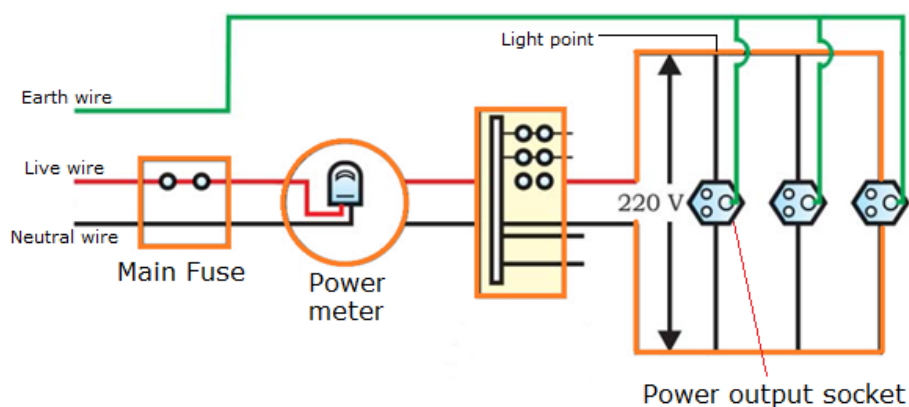 Light point
Earth wire
Live wire
220 V
Neutral wire
Main Fuse
Power
meter
Power output socket